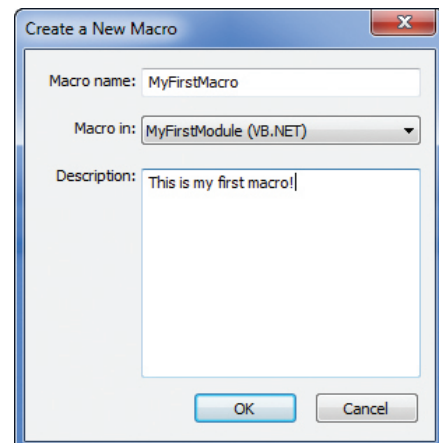 Create a New Macro
Macro name: MyFirstMacro
Macro in: MyFirstModule (VB.NET)
Description: This is my first macro!
OK Cancel